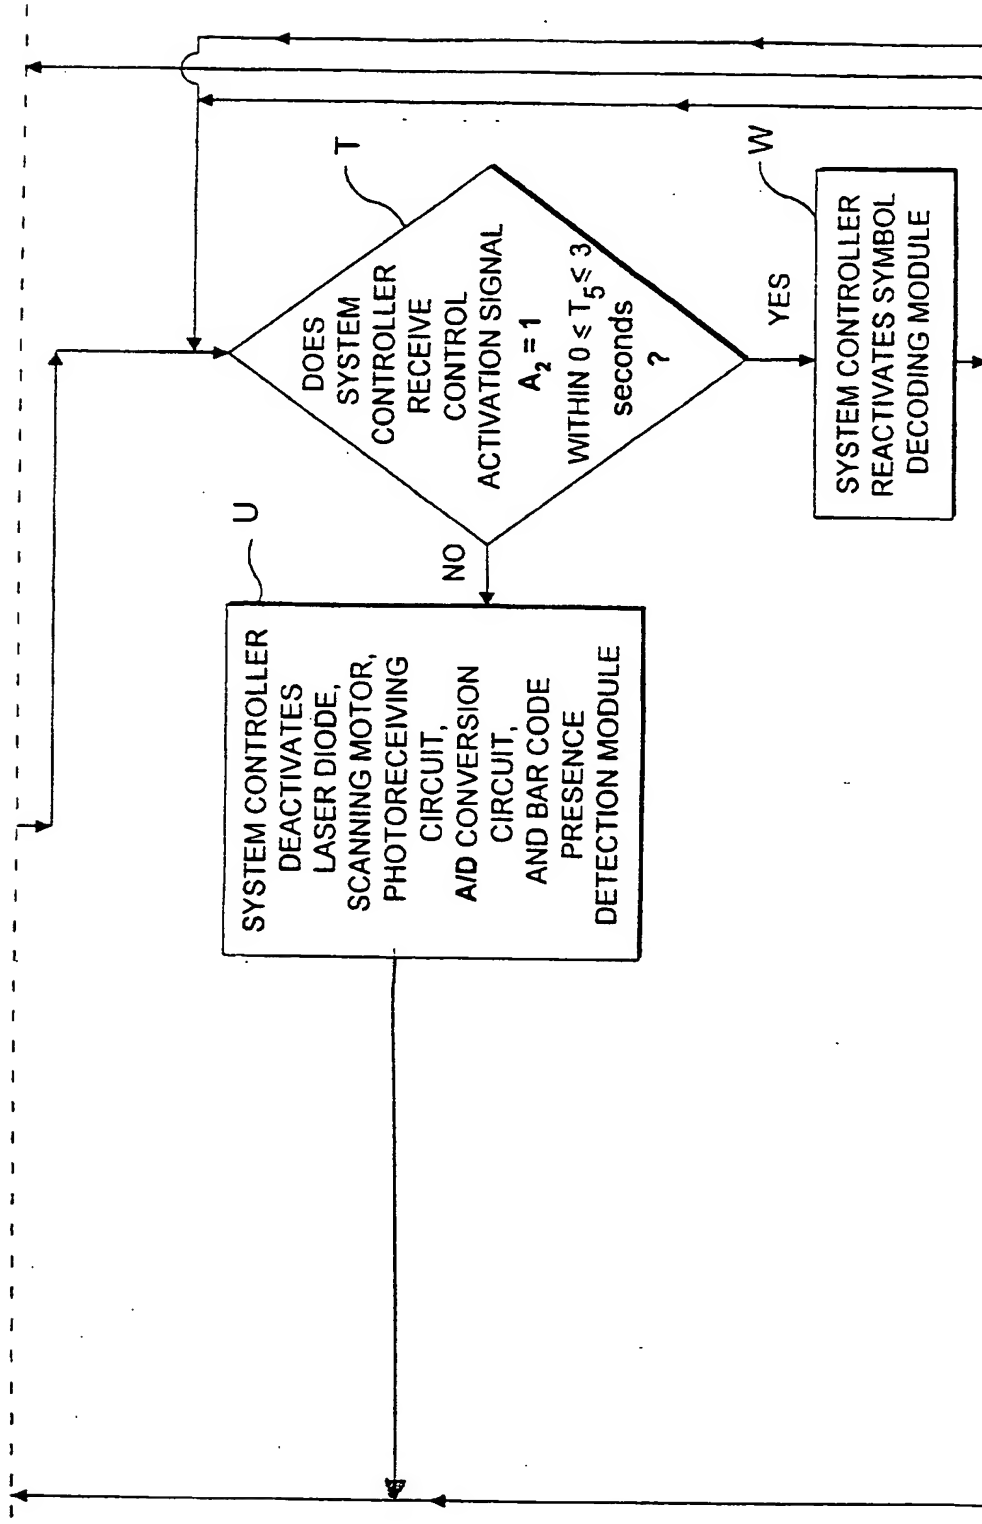 T
DOES
SYSTEM
CONTROLLER
RECEIVE
CONTROL
ACTIVATION SIGNAL
A₂ = 1
WITHIN 0 ≤ T₅ ≤ 3
seconds
?
NO
YES
U
SYSTEM CONTROLLER
DEACTIVATES
LASER DIODE,
SCANNING MOTOR,
PHOTORECEIVING
CIRCUIT,
A/D CONVERSION
CIRCUIT,
AND BAR CODE
PRESENCE
DETECTION MODULE
W
SYSTEM CONTROLLER
REACTIVATES SYMBOL
DECODING MODULE